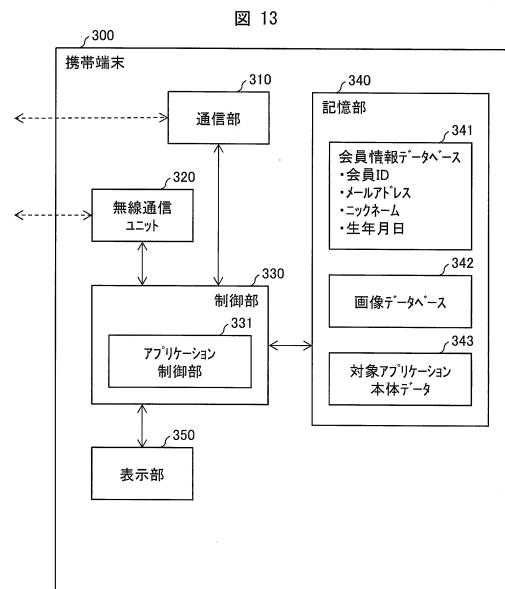 図 13
300
携帯端末
310
通信部
320
無線通信
ユニット
330
制御部
331
アプリケーション
制御部
350
表示部
340
記憶部
341
会員情報データベース
・会員ID
・メールアドレス
・ニックネーム
・生年月日
342
画像データベース
343
対象アプリケーション
本体データ